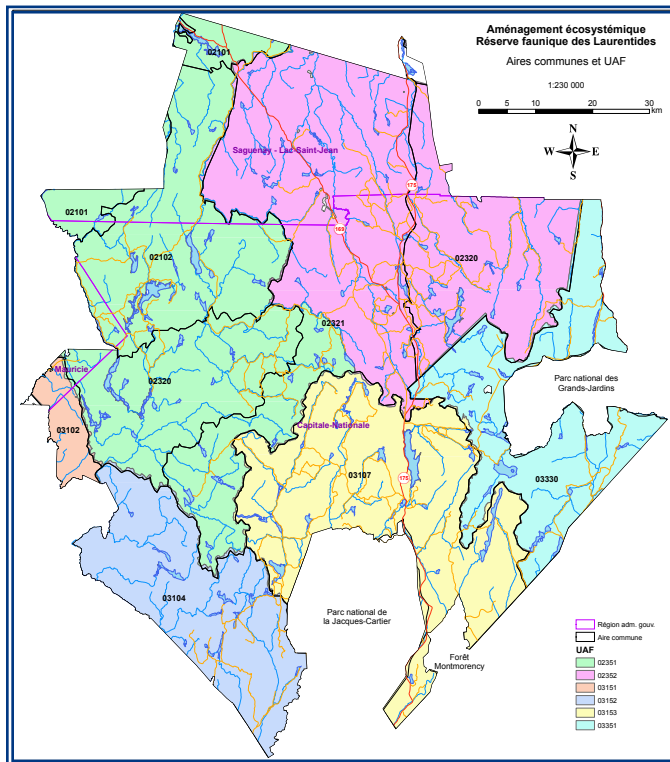 Aménagement écosystémique
Réserve faunique des Laurentides
Aires communes et UAF
1:230 000
0 5 10 20 30
km
N
W E
S
02101
Saguenay - Lac Saint-Jean
175
02101
169
02102
02320
02321
Mauricie
02320
Parc national des
Grands-Jardins
Capitale-Nationale
03102
03107
175
03330
03104
Parc national de
la Jacques-Cartier
Forêt
Montmorency
Région adm. gouv.
Aire commune
UAF
02351
02352
03151
03152
03153
03351